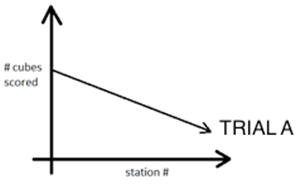 # cubes
scored
TRIAL A
station #